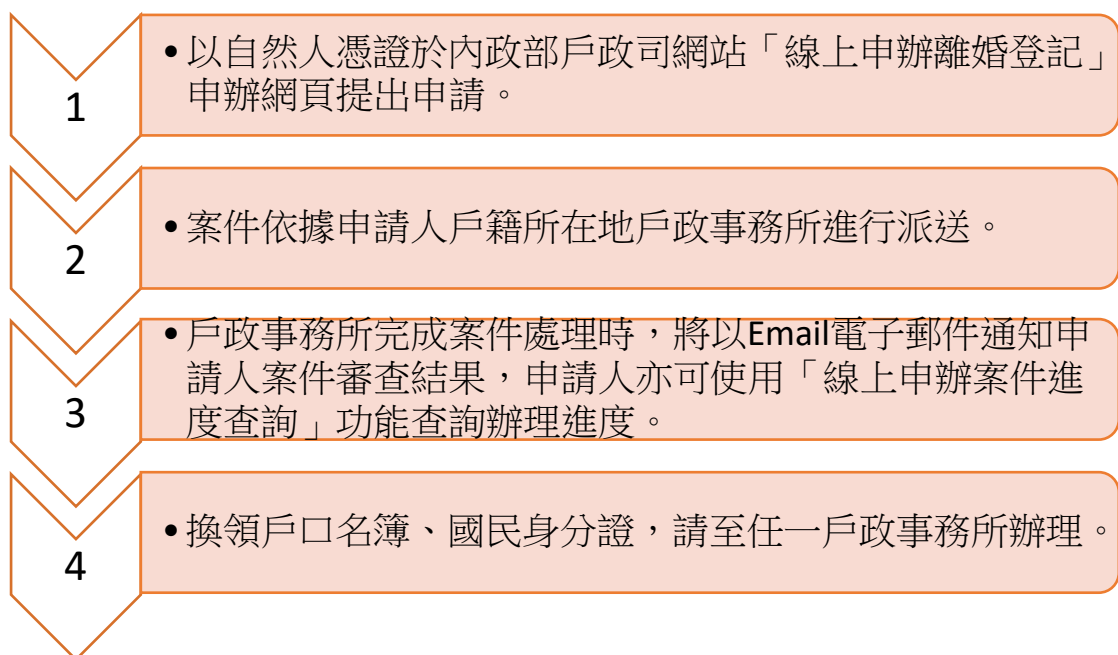 1
•以自然人憑證於內政部戶政司網站「線上申辦離婚登記」
申辦網頁提出申請。
2
•案件依據申請人戶籍所在地戶政事務所進行派送。
3
•戶政事務所完成案件處理時，將以Email電子郵件通知申
請人案件審查結果，申請人亦可使用「線上申辦案件進
度查詢」功能查詢辦理進度。
4
•換領戶口名簿、國民身分證，請至任一戶政事務所辦理。